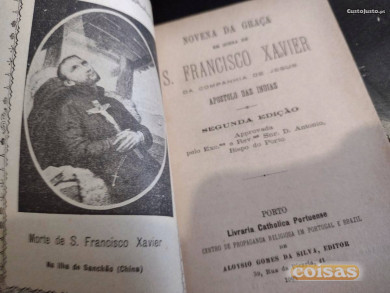 Morte de S. Francisco Xavier
Na ilha de Sanchão (China)
NOVENA DA GRAÇA
EM HONRA DE
S. FRANCISCO XAVIER
DA COMPANHIA DE JESUS
APOSTOLO DAS INDIAS
SEGUNDA EDIÇÃO
Approvada
pelo Exc.mo e Rev.mo Snr. D. Antonio,
Bispo do Porto
PORTO
Livraria Catholica Portuense
CENTRO DE PROPAGANDA RELIGIOSA EM PORTUGAL E BRAZIL
DE
ALOYSIO GOMES DA SILVA, EDITOR
CustoJusto.pt
coisas